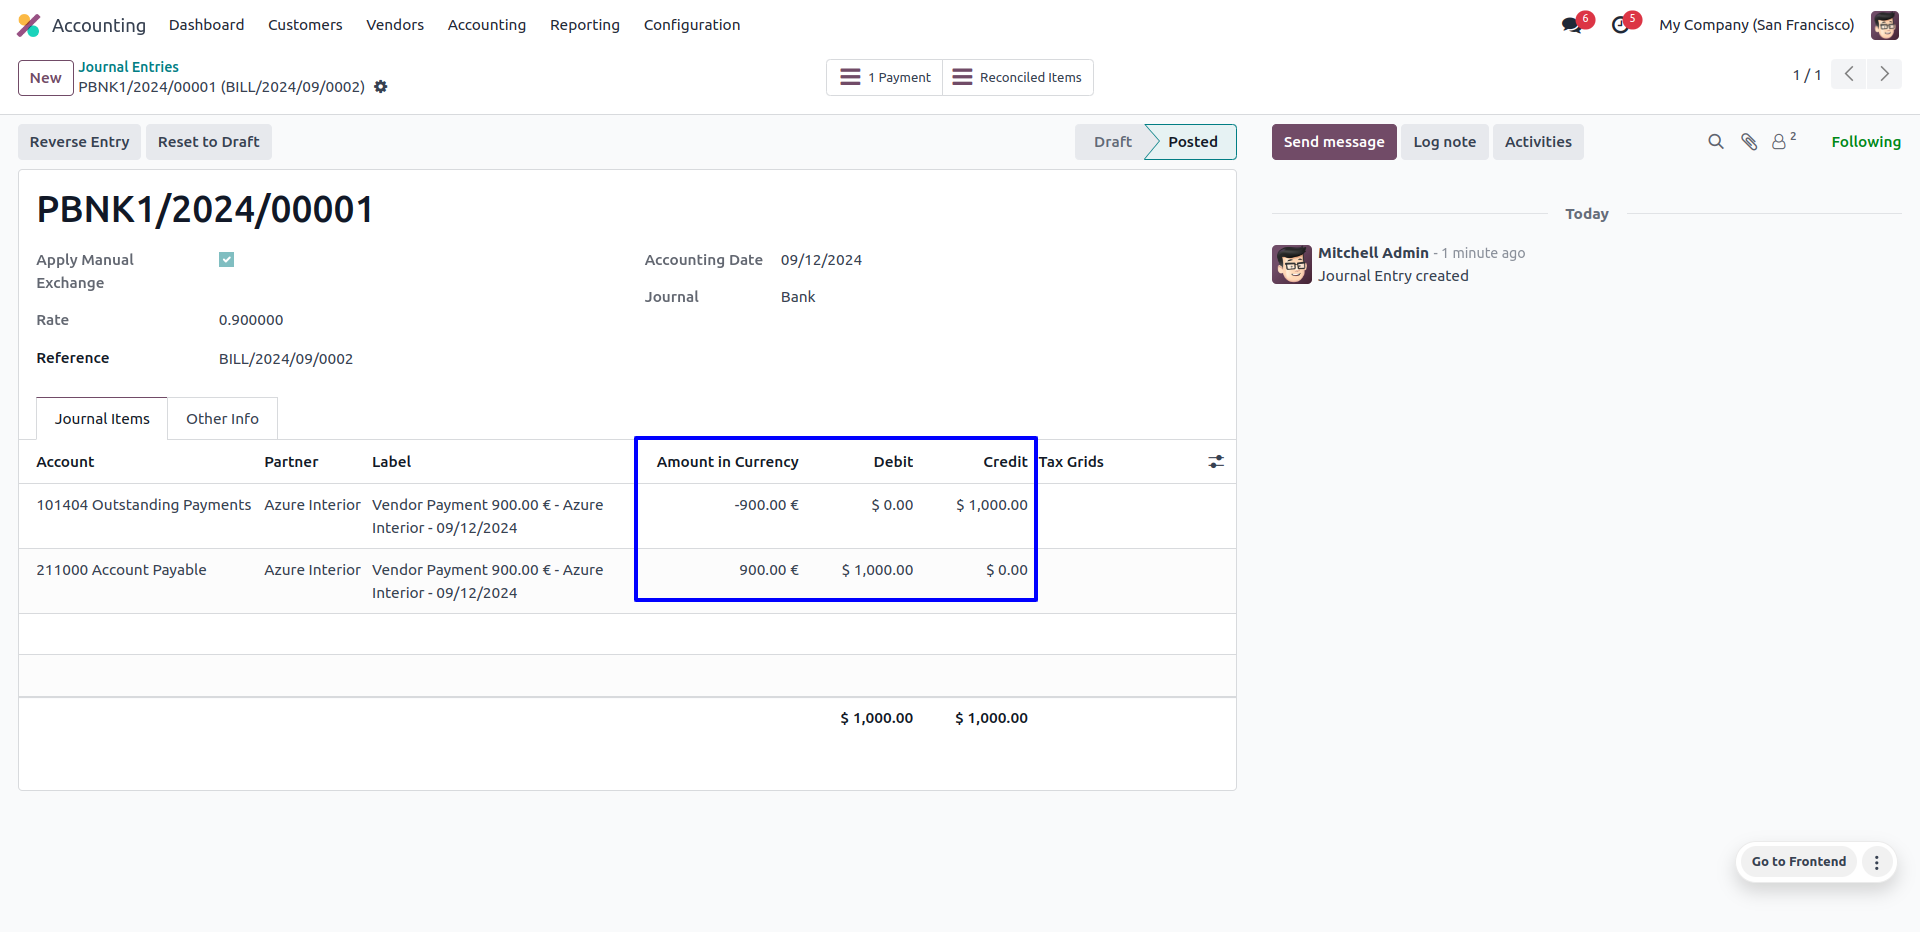 Accounting Dashboard Customers Vendors Accounting Reporting Configuration 6 5 My Company (San Francisco)
New Journal Entries
PBNK1/2024/00001 (BILL/2024/09/0002)
1 Payment Reconciled Items
1 / 1
Reverse Entry Reset to Draft Draft Posted
Send message Log note Activities 2 Following
PBNK1/2024/00001
Apply Manual
Exchange
Accounting Date 09/12/2024
Journal Bank
Rate 0.900000
Reference BILL/2024/09/0002
Today
Mitchell Admin - 1 minute ago
Journal Entry created
Journal Items Other Info
Account Partner Label Amount in Currency Debit Credit Tax Grids
101404 Outstanding Payments Azure Interior Vendor Payment 900.00 € - Azure -900.00 € $ 0.00 $ 1,000.00
Interior - 09/12/2024
211000 Account Payable Azure Interior Vendor Payment 900.00 € - Azure 900.00 € $ 1,000.00 $ 0.00
Interior - 09/12/2024
$ 1,000.00 $ 1,000.00
Go to Frontend